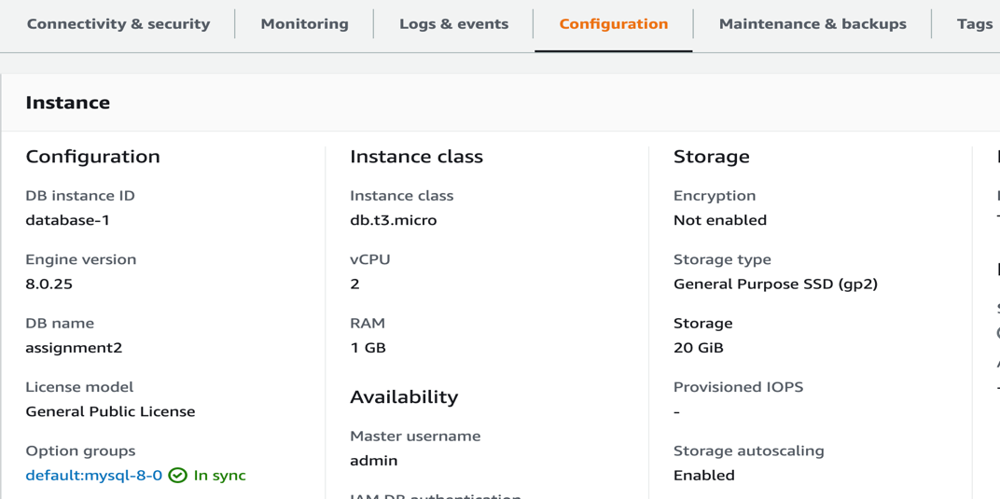 Connectivity & security
Monitoring
Logs & events
Configuration
Maintenance & backups
Tags
Instance
Configuration
DB instance ID
database-1
Engine version
8.0.25
DB name
assignment2
License model
General Public License
Option groups
default:mysql-8-0 In sync
Instance class
Instance class
db.t3.micro
vCPU
2
RAM
1 GB
Availability
Master username
admin
IAM DB authentication
Storage
Encryption
Not enabled
Storage type
General Purpose SSD (gp2)
Storage
20 GiB
Provisioned IOPS
-
Storage autoscaling
Enabled